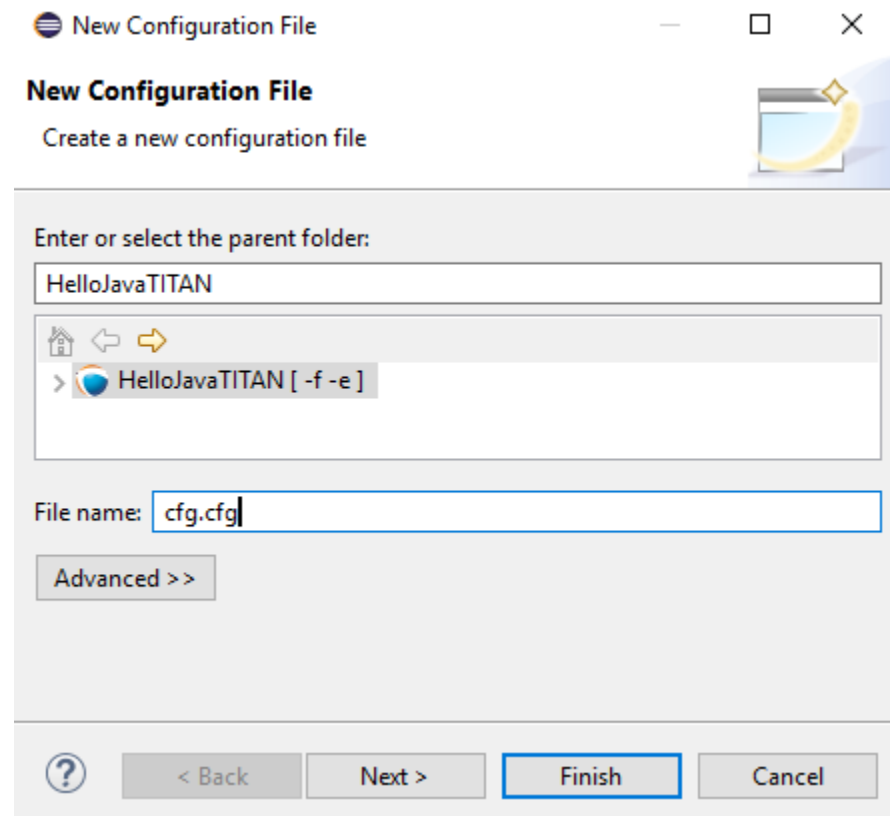 New Configuration File
New Configuration File
Create a new configuration file
Enter or select the parent folder:
HelloJavaTITAN
HelloJavaTITAN [ -f -e ]
File name: cfg.cfg
Advanced >>
? < Back Next > Finish Cancel